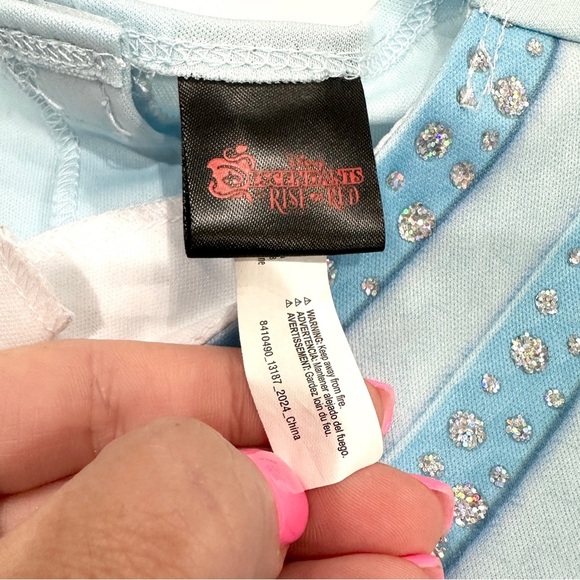 Disney
DESCENDANTS
RISE OF RED
⚠ WARNING: Keep away from fire.
⚠ ADVERTENCIA: Mantener alejado del fuego.
⚠ AVERTISSEMENT: Gardez loin du feu.
8410490_13187_2024_China